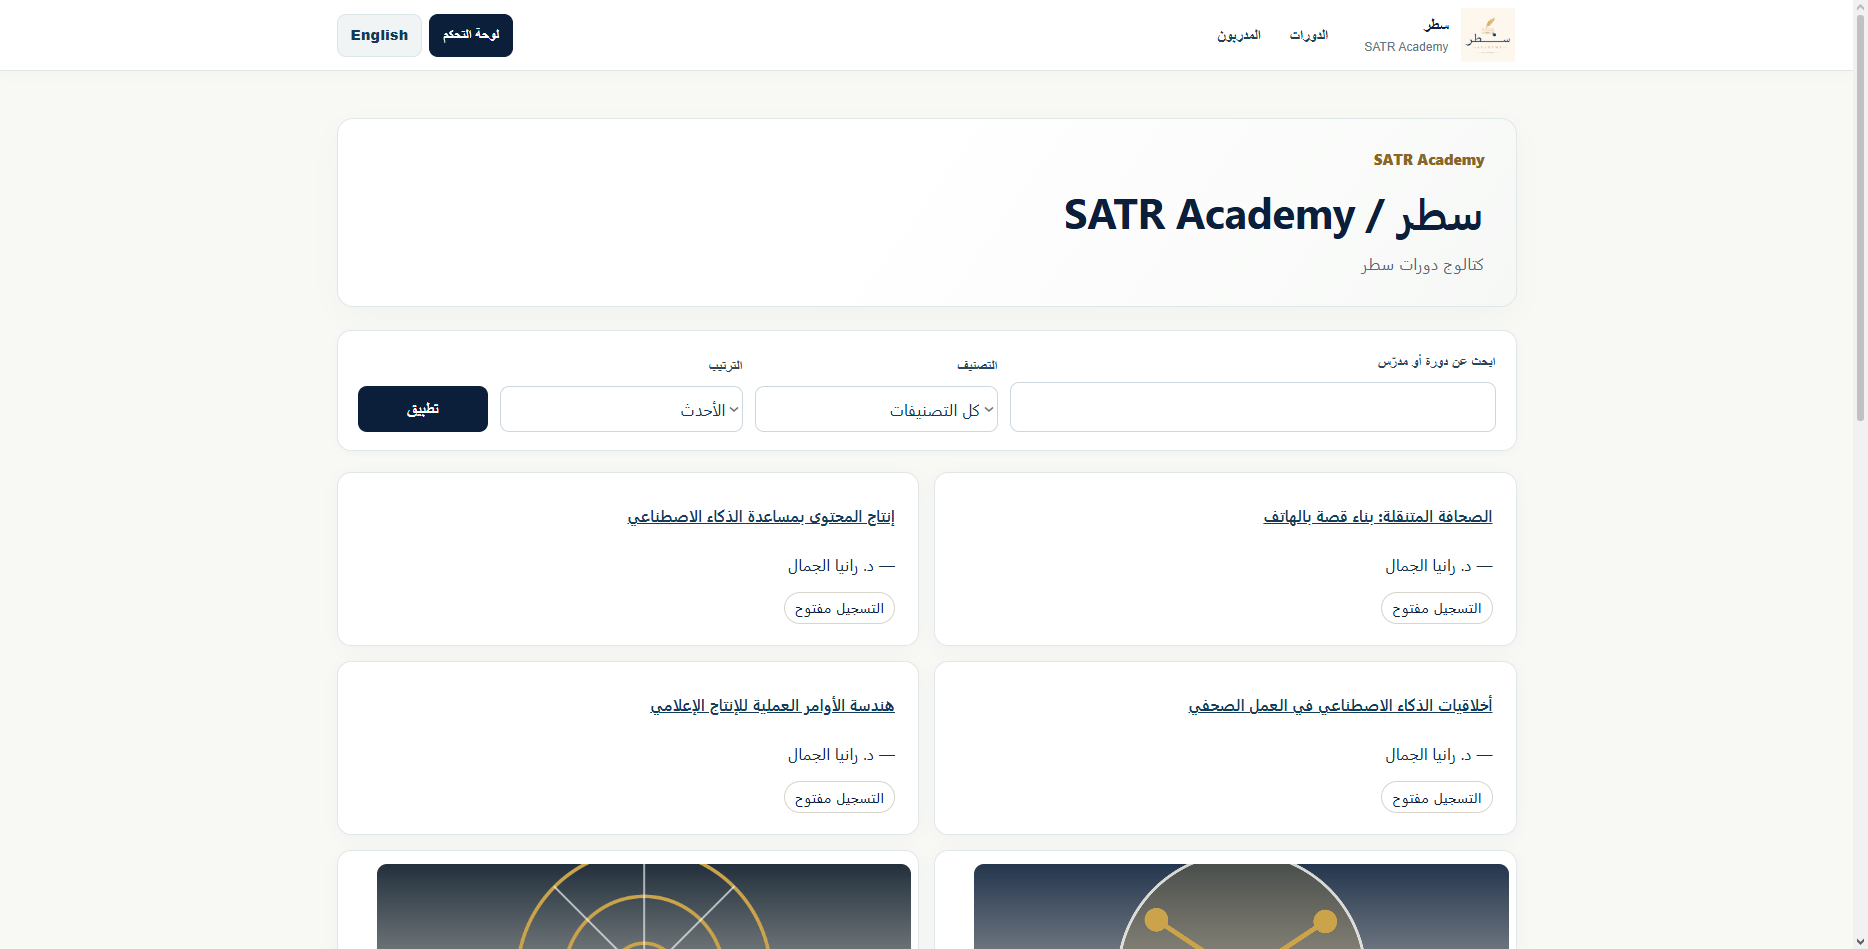 سطر
SATR Academy
الدورات
المدربون
لوحة التحكم
English
SATR Academy
سطر / SATR Academy
كتالوج دورات سطر
ابحث عن دورة أو مدرّس
التصنيف
كل التصنيفات
الترتيب
الأحدث
تطبيق
الصحافة المتنقلة: بناء قصة بالهاتف
— د. رانيا الجمال
التسجيل مفتوح
إنتاج المحتوى بمساعدة الذكاء الاصطناعي
— د. رانيا الجمال
التسجيل مفتوح
أخلاقيات الذكاء الاصطناعي في العمل الصحفي
— د. رانيا الجمال
التسجيل مفتوح
هندسة الأوامر العملية للإنتاج الإعلامي
— د. رانيا الجمال
التسجيل مفتوح